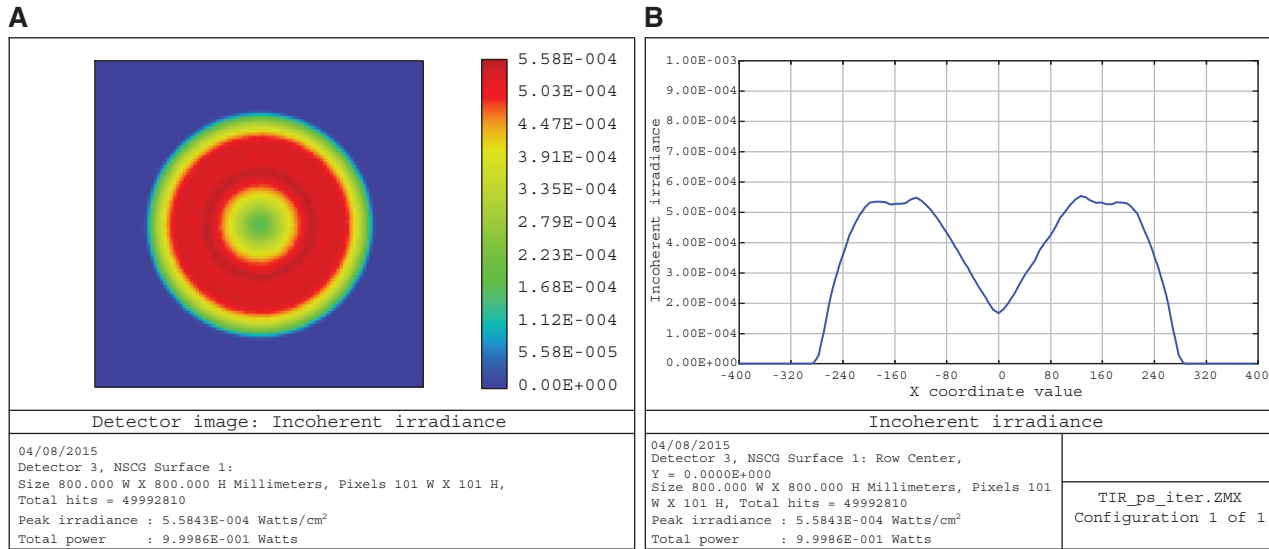 A
5.58E-004
5.03E-004
4.47E-004
3.91E-004
3.35E-004
2.79E-004
2.23E-004
1.68E-004
1.12E-004
5.58E-005
0.00E+000
Detector image: Incoherent irradiance
04/08/2015
Detector 3, NSCG Surface 1:
Size 800.000 W X 800.000 H Millimeters, Pixels 101 W X 101 H,
Total hits = 49992810
Peak irradiance : 5.5843E-004 Watts/cm²
Total power : 9.9986E-001 Watts
B
1.00E-003
9.00E-004
8.00E-004
7.00E-004
6.00E-004
5.00E-004
4.00E-004
3.00E-004
2.00E-004
1.00E-004
0.00E+000
Incoherent irradiance
-400 -320 -240 -160 -80 0 80 160 240 320 400
X coordinate value
Incoherent irradiance
04/08/2015
Detector 3, NSCG Surface 1: Row Center,
Y = 0.0000E+000
Size 800.000 W X 800.000 H Millimeters, Pixels 101
W X 101 H, Total hits = 49992810
Peak irradiance : 5.5843E-004 Watts/cm²
Total power : 9.9986E-001 Watts
TIR_ps_iter.ZMX
Configuration 1 of 1